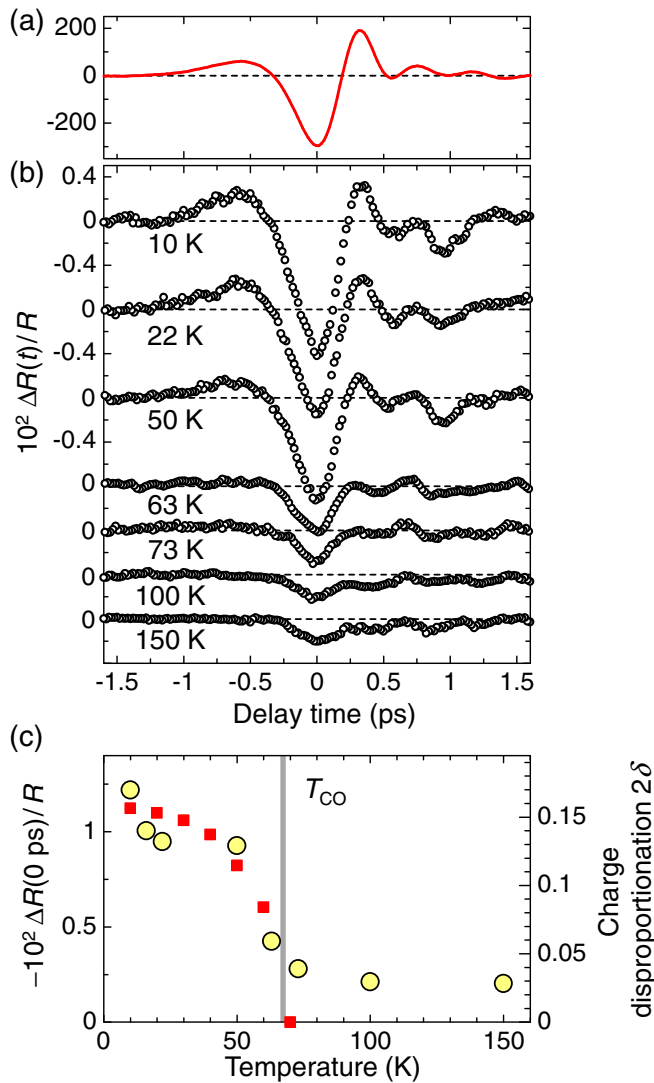 (a)
200
0
-200
(b)
0.4
0
10 K
-0.4
0
22 K
-0.4
0
50 K
-0.4
0
63 K
0
73 K
0
100 K
0
150 K
10² ΔR(t)/R
-1.5 -1 -0.5 0 0.5 1 1.5
Delay time (ps)
(c)
T_CO
1
0.5
0
−10² ΔR(0 ps)/R
0.15
0.1
0.05
0
Charge
disproportionation 2δ
0 50 100 150
Temperature (K)